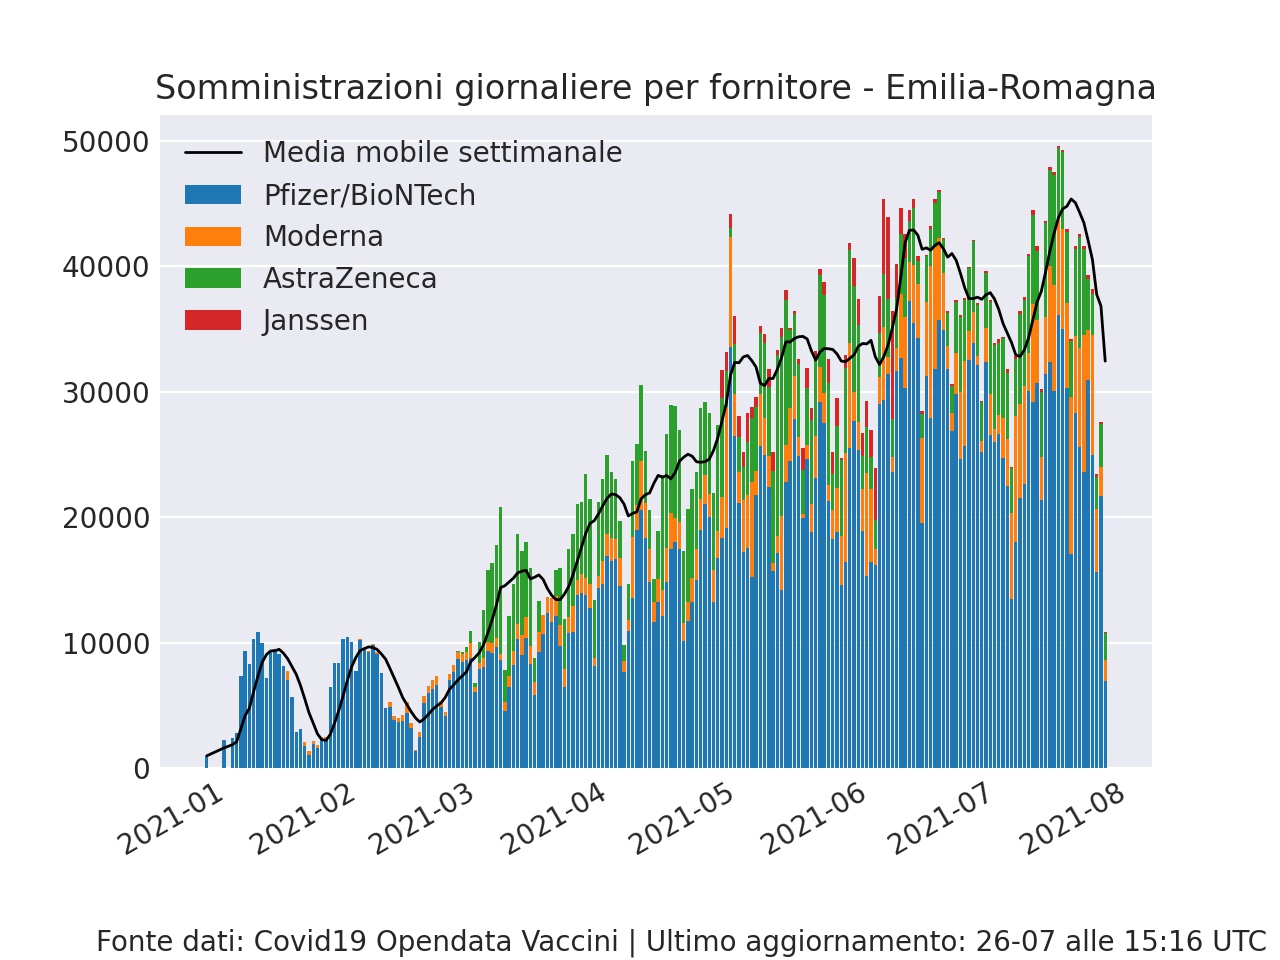 Somministrazioni giornaliere per fornitore - Emilia-Romagna
50000
40000
30000
20000
10000
0
Media mobile settimanale
Pfizer/BioNTech
Moderna
AstraZeneca
Janssen
2021-01
2021-02
2021-03
2021-04
2021-05
2021-06
2021-07
2021-08
Fonte dati: Covid19 Opendata Vaccini | Ultimo aggiornamento: 26-07 alle 15:16 UTC